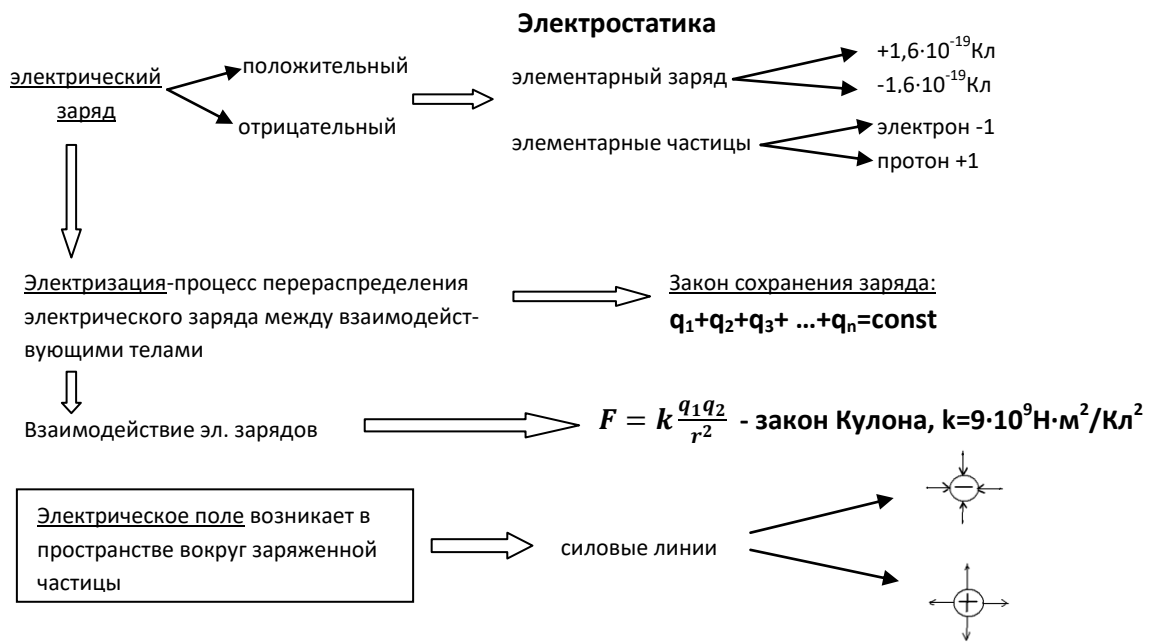 Электростатика
электрический
заряд
положительный
отрицательный
элементарный заряд
+1,6·10⁻¹⁹Кл
-1,6·10⁻¹⁹Кл
элементарные частицы
электрон -1
протон +1
Электризация-процесс перераспределения
электрического заряда между взаимодейст-
вующими телами
Закон сохранения заряда:
q₁+q₂+q₃+ ...+qₙ=const
Взаимодействие эл. зарядов
F = k q₁q₂/r² - закон Кулона, k=9·10⁹Н·м²/Кл²
Электрическое поле возникает в
пространстве вокруг заряженной
частицы
силовые линии
−
+